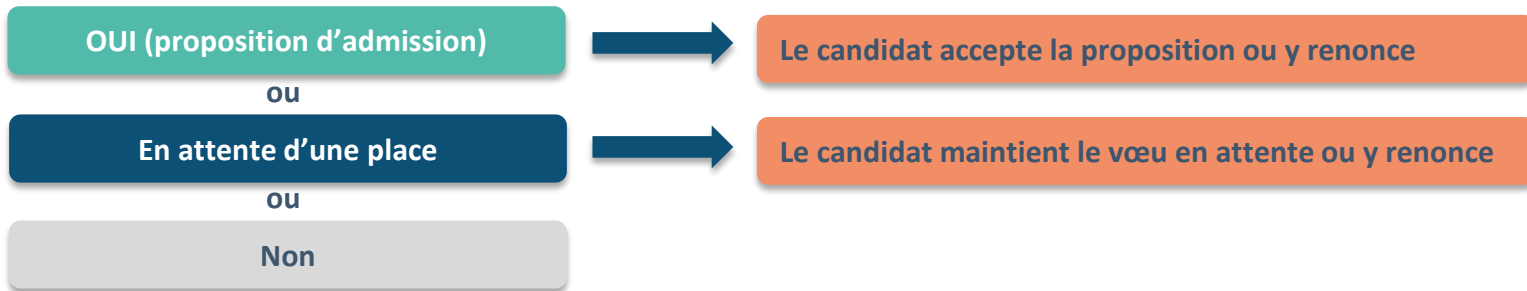 OUI (proposition d’admission)
Le candidat accepte la proposition ou y renonce
ou
En attente d’une place
Le candidat maintient le vœu en attente ou y renonce
ou
Non